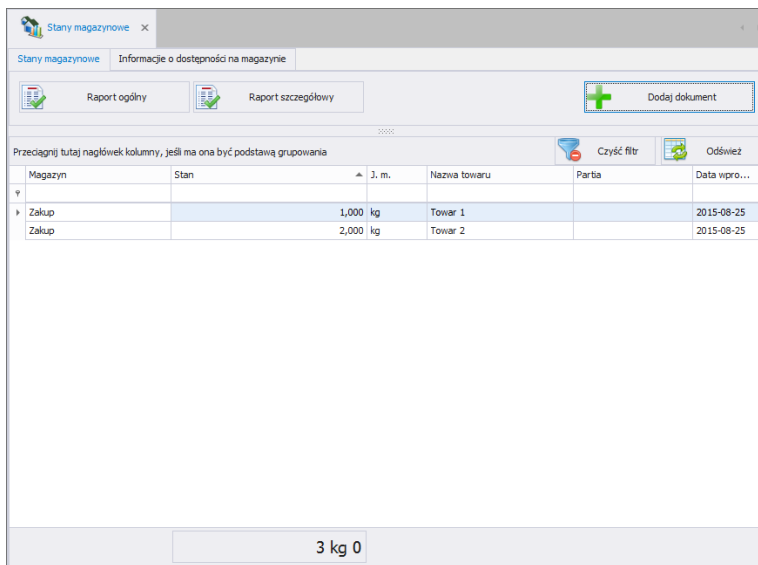 Stany magazynowe
Stany magazynowe Informacjie o dostępności na magazynie
Raport ogólny Raport szczegółowy Dodaj dokument
Przeciągnij tutaj nagłówek kolumny, jeśli ma ona być podstawą grupowania Czyść filtr Odśwież
Magazyn Stan J. m. Nazwa towaru Partia Data wpro...
Zakup 1,000 kg Towar 1 2015-08-25
Zakup 2,000 kg Towar 2 2015-08-25
3 kg 0